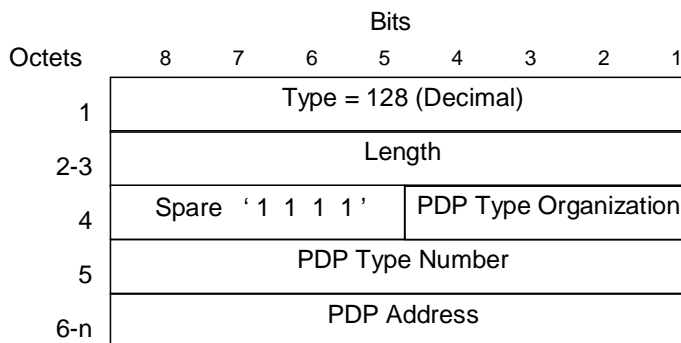 Bits
Octets 8 7 6 5 4 3 2 1
1 Type = 128 (Decimal)
2-3 Length
4 Spare ‘ 1 1 1 1 ’ PDP Type Organization
5 PDP Type Number
6-n PDP Address